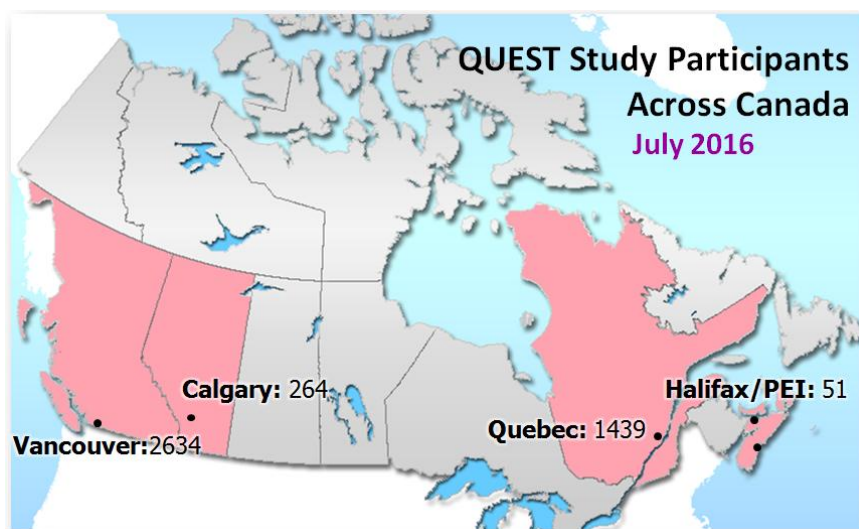 QUEST Study Participants
Across Canada
July 2016
Calgary: 264
Halifax/PEI: 51
Quebec: 1439
Vancouver:2634